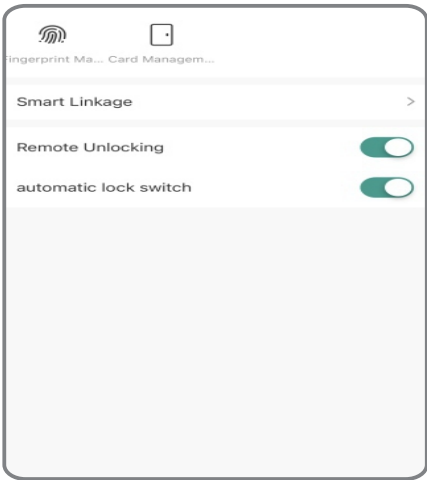 Fingerprint Ma... Card Managem...
Smart Linkage
Remote Unlocking
automatic lock switch